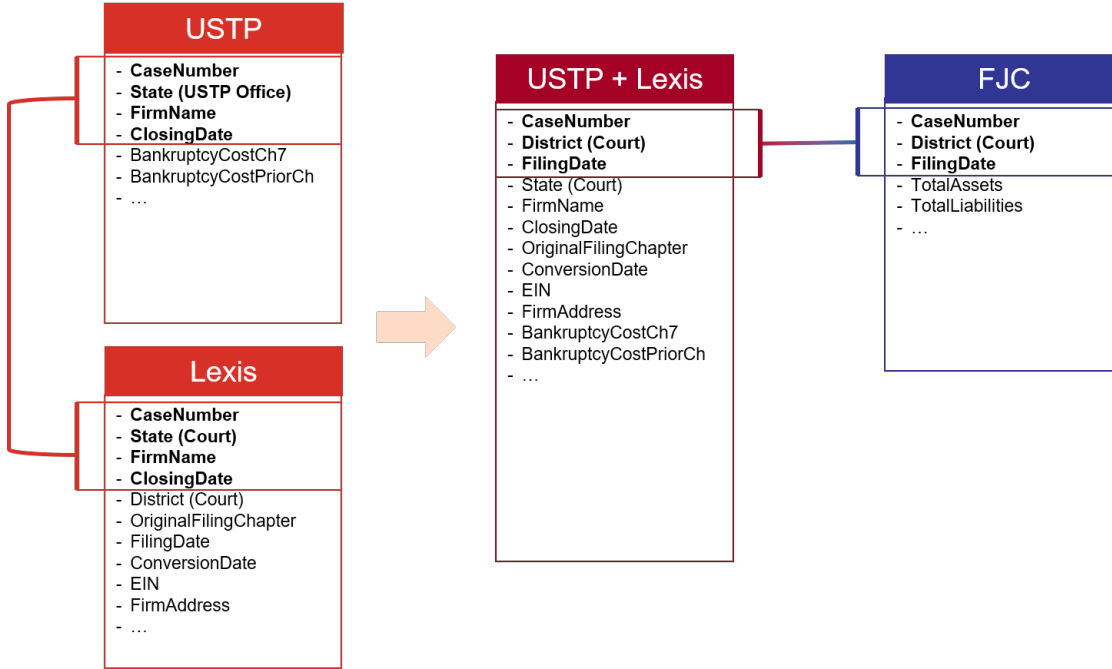 USTP
- CaseNumber
- State (USTP Office)
- FirmName
- ClosingDate
- BankruptcyCostCh7
- BankruptcyCostPriorCh
- …
Lexis
- CaseNumber
- State (Court)
- FirmName
- ClosingDate
- District (Court)
- OriginalFilingChapter
- FilingDate
- ConversionDate
- EIN
- FirmAddress
- …
USTP + Lexis
- CaseNumber
- District (Court)
- FilingDate
- State (Court)
- FirmName
- ClosingDate
- OriginalFilingChapter
- ConversionDate
- EIN
- FirmAddress
- BankruptcyCostCh7
- BankruptcyCostPriorCh
- …
FJC
- CaseNumber
- District (Court)
- FilingDate
- TotalAssets
- TotalLiabilities
- …